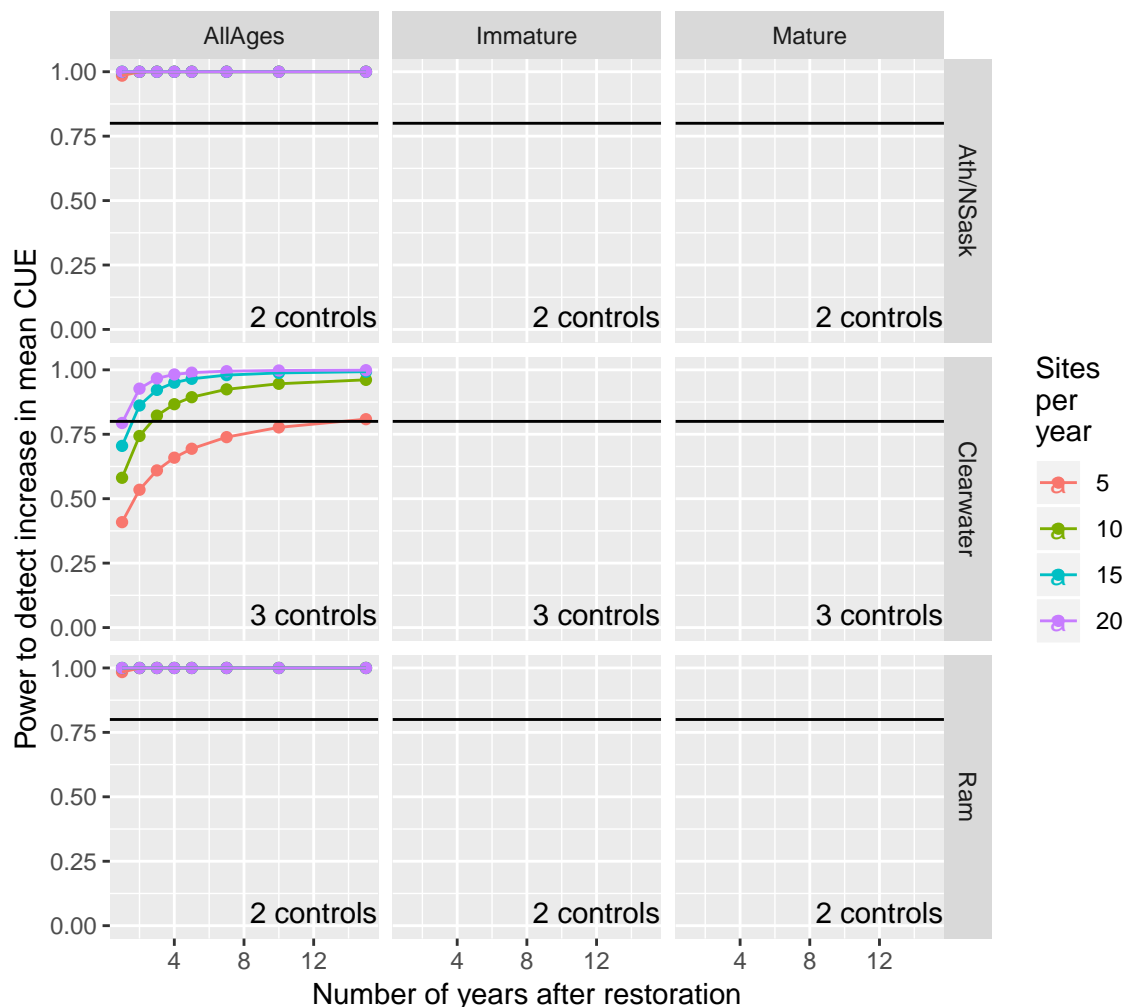 AllAges Immature Mature
1.00
0.75
0.50
0.25
0.00
2 controls 2 controls 2 controls
Ath/NSask
1.00
0.75
0.50
0.25
0.00
3 controls 3 controls 3 controls
Clearwater
1.00
0.75
0.50
0.25
0.00
2 controls 2 controls 2 controls
Ram
4 8 12 4 8 12 4 8 12
Number of years after restoration
Power to detect increase in mean CUE
Sites
per
year
a 5
a 10
a 15
a 20